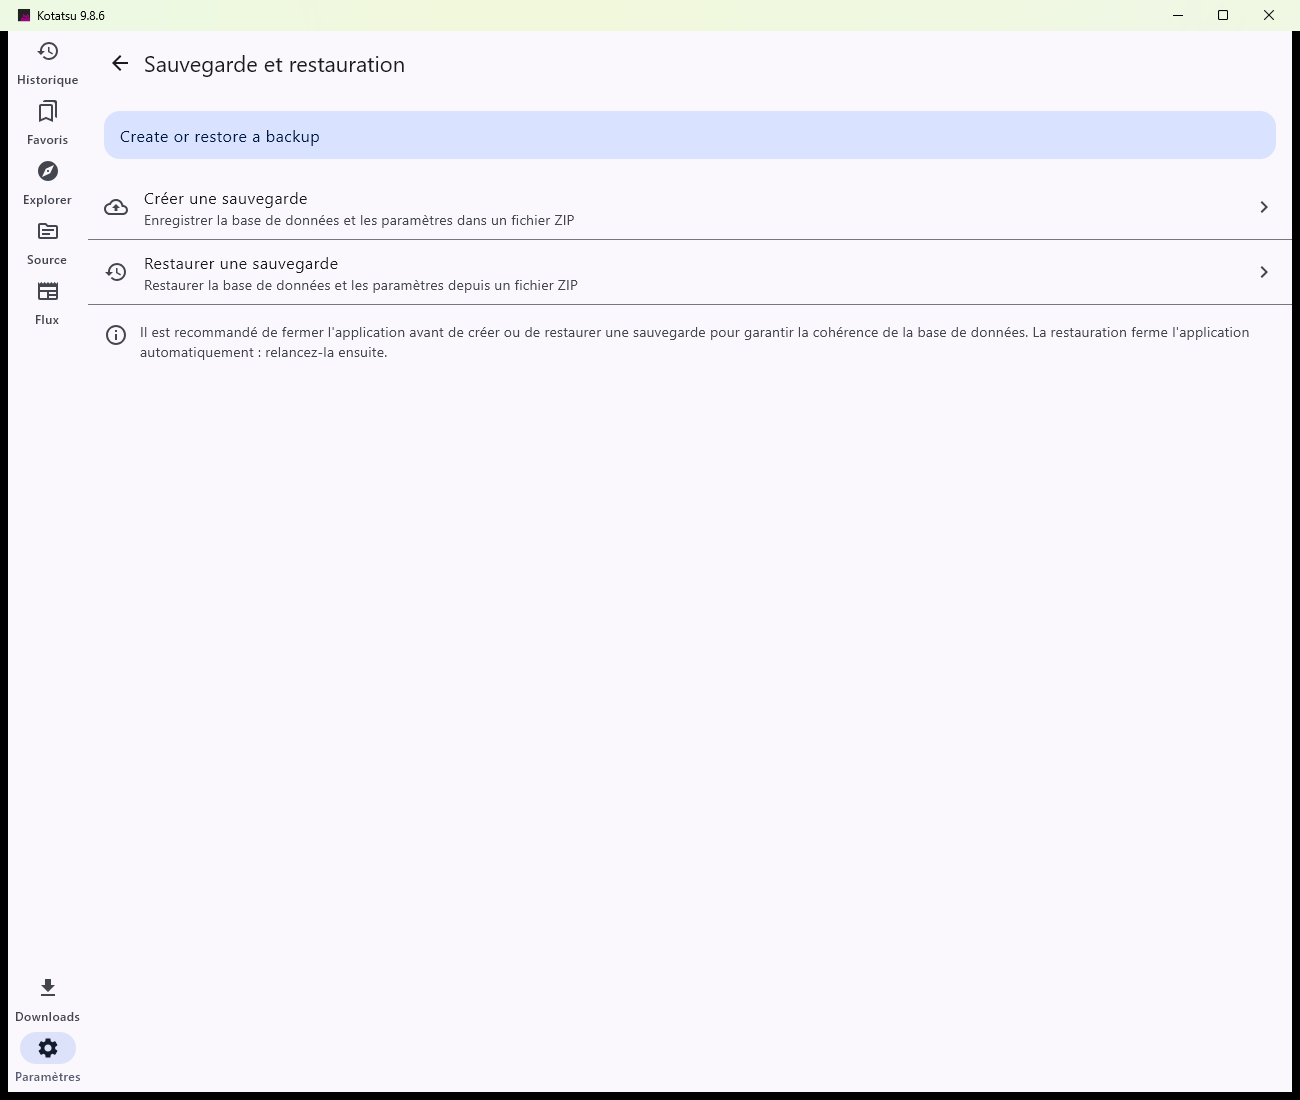 Kotatsu 9.8.6
Historique
Favoris
Explorer
Source
Flux
Downloads
Paramètres
Sauvegarde et restauration
Create or restore a backup
Créer une sauvegarde
Enregistrer la base de données et les paramètres dans un fichier ZIP
Restaurer une sauvegarde
Restaurer la base de données et les paramètres depuis un fichier ZIP
Il est recommandé de fermer l'application avant de créer ou de restaurer une sauvegarde pour garantir la cohérence de la base de données. La restauration ferme l'application
automatiquement : relancez-la ensuite.